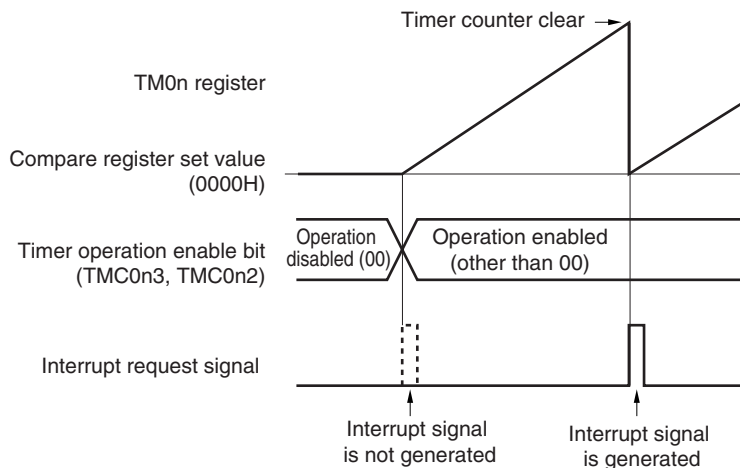 Timer counter clear
TM0n register
Compare register set value
(0000H)
Timer operation enable bit
(TMC0n3, TMC0n2)
Operation
disabled (00)
Operation enabled
(other than 00)
Interrupt request signal
Interrupt signal
is not generated
Interrupt signal
is generated